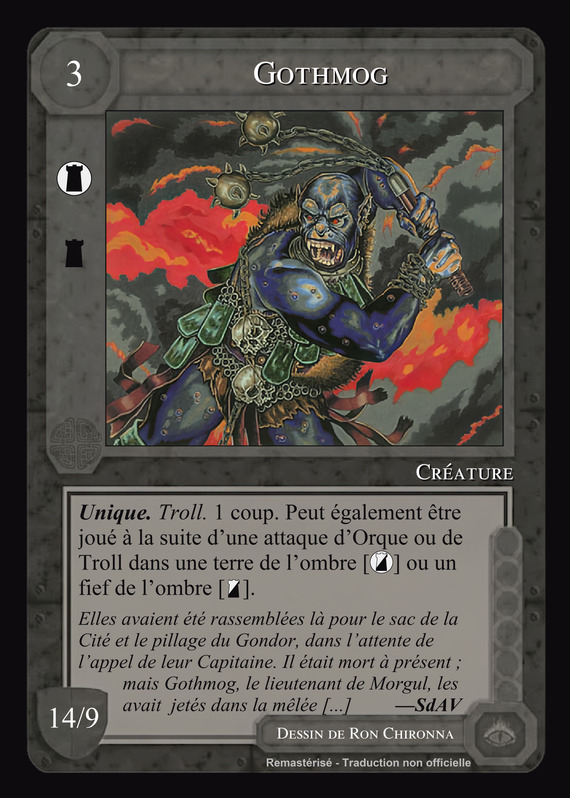 3
GOTHMOG
CRÉATURE
Unique. Troll. 1 coup. Peut également être
joué à la suite d'une attaque d'Orque ou de
Troll dans une terre de l'ombre [] ou un
fief de l'ombre [].
Elles avaient été rassemblées là pour le sac de la
Cité et le pillage du Gondor, dans l'attente de
l'appel de leur Capitaine. Il était mort à présent ;
mais Gothmog, le lieutenant de Morgul, les
avait jetés dans la mêlée [...] —SdAV
14/9
DESSIN DE RON CHIRONNA
Remastérisé - Traduction non officielle